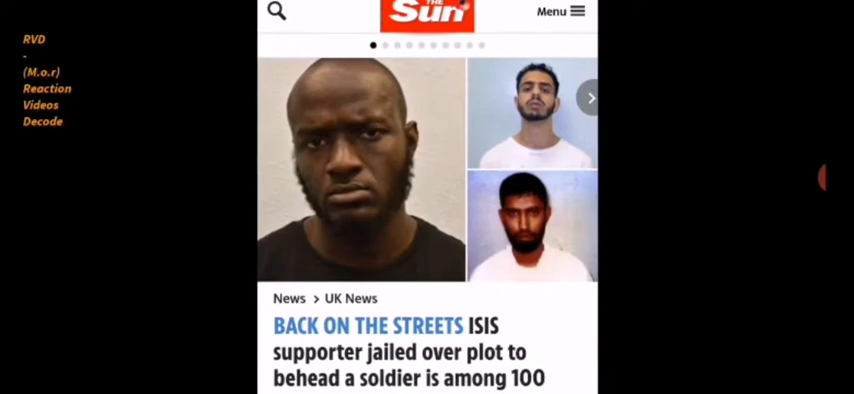 RVD
-
(M.o.r)
Reaction
Videos
Decode
THE
Sun
Menu
News > UK News
BACK ON THE STREETS ISIS
supporter jailed over plot to
behead a soldier is among 100